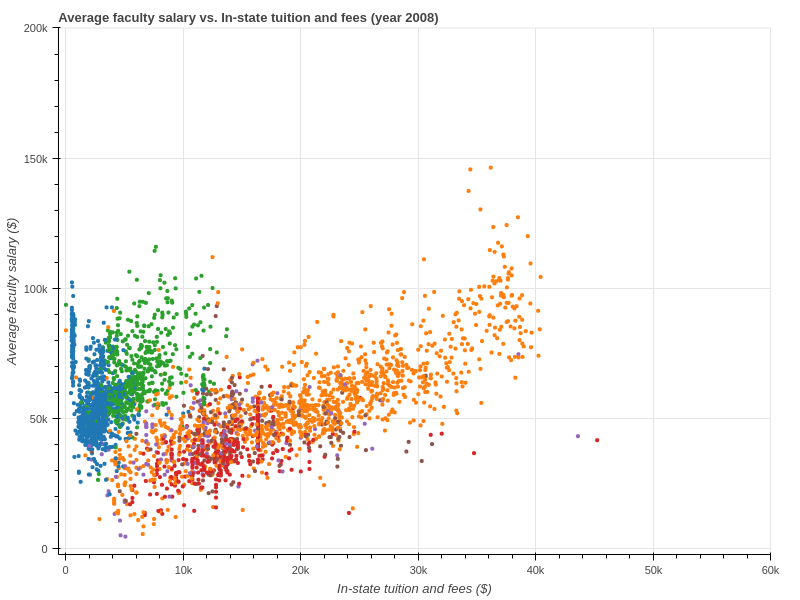 Average faculty salary vs. In-state tuition and fees (year 2008)
200k
150k
100k
50k
0
Average faculty salary ($)
0 10k 20k 30k 40k 50k 60k
In-state tuition and fees ($)